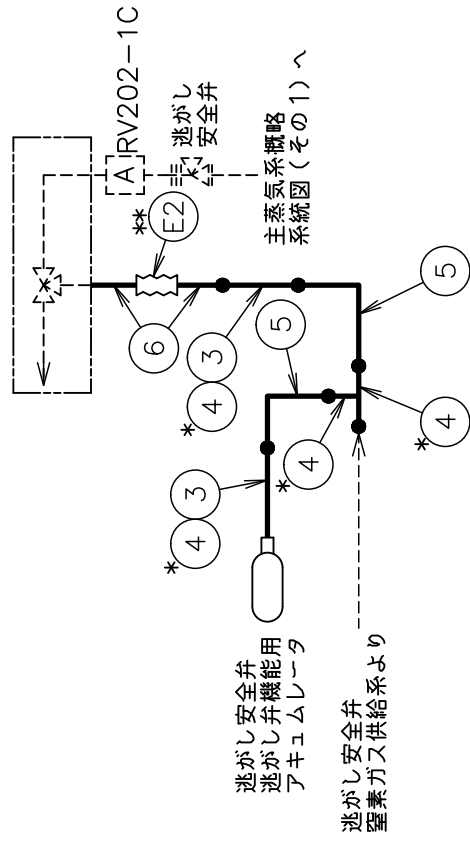 A
RV202-1C
逃がし
安全弁
主蒸気系概略
系統図（その1）へ
**
E2
6
5
3
*
4
5
*
4
*
4
3
*
4
逃がし安全弁
逃がし弁機能用
アキュムレータ
逃がし安全弁
窒素ガス供給系より